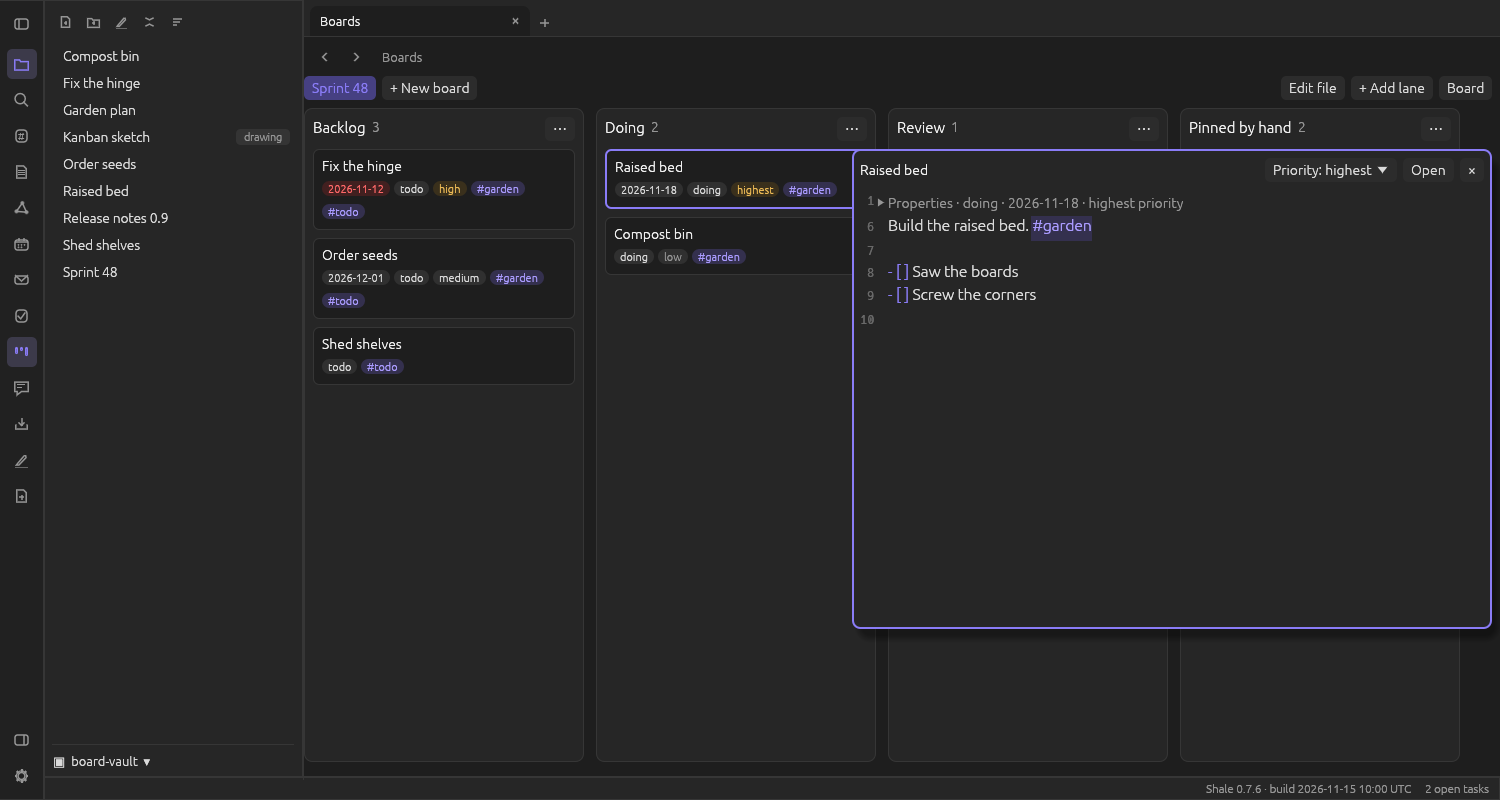 Boards ×
+
Boards
Compost bin
Fix the hinge
Garden plan
Kanban sketch drawing
Order seeds
Raised bed
Release notes 0.9
Shed shelves
Sprint 48
board-vault ▾
Sprint 48 + New board
Edit file + Add lane Board
Backlog 3 ...
Fix the hinge
2026-11-12 todo high #garden
#todo
Order seeds
2026-12-01 todo medium #garden
#todo
Shed shelves
todo #todo
Doing 2 ...
Raised bed
2026-11-18 doing highest #garden
Compost bin
doing low #garden
Review 1 ...
Pinned by hand 2 ...
Raised bed Priority: highest ▼ Open ×
1 Properties · doing · 2026-11-18 · highest priority
6 Build the raised bed. #garden
7
8 - [ ] Saw the boards
9 - [ ] Screw the corners
10
Shale 0.7.6 · build 2026-11-15 10:00 UTC 2 open tasks